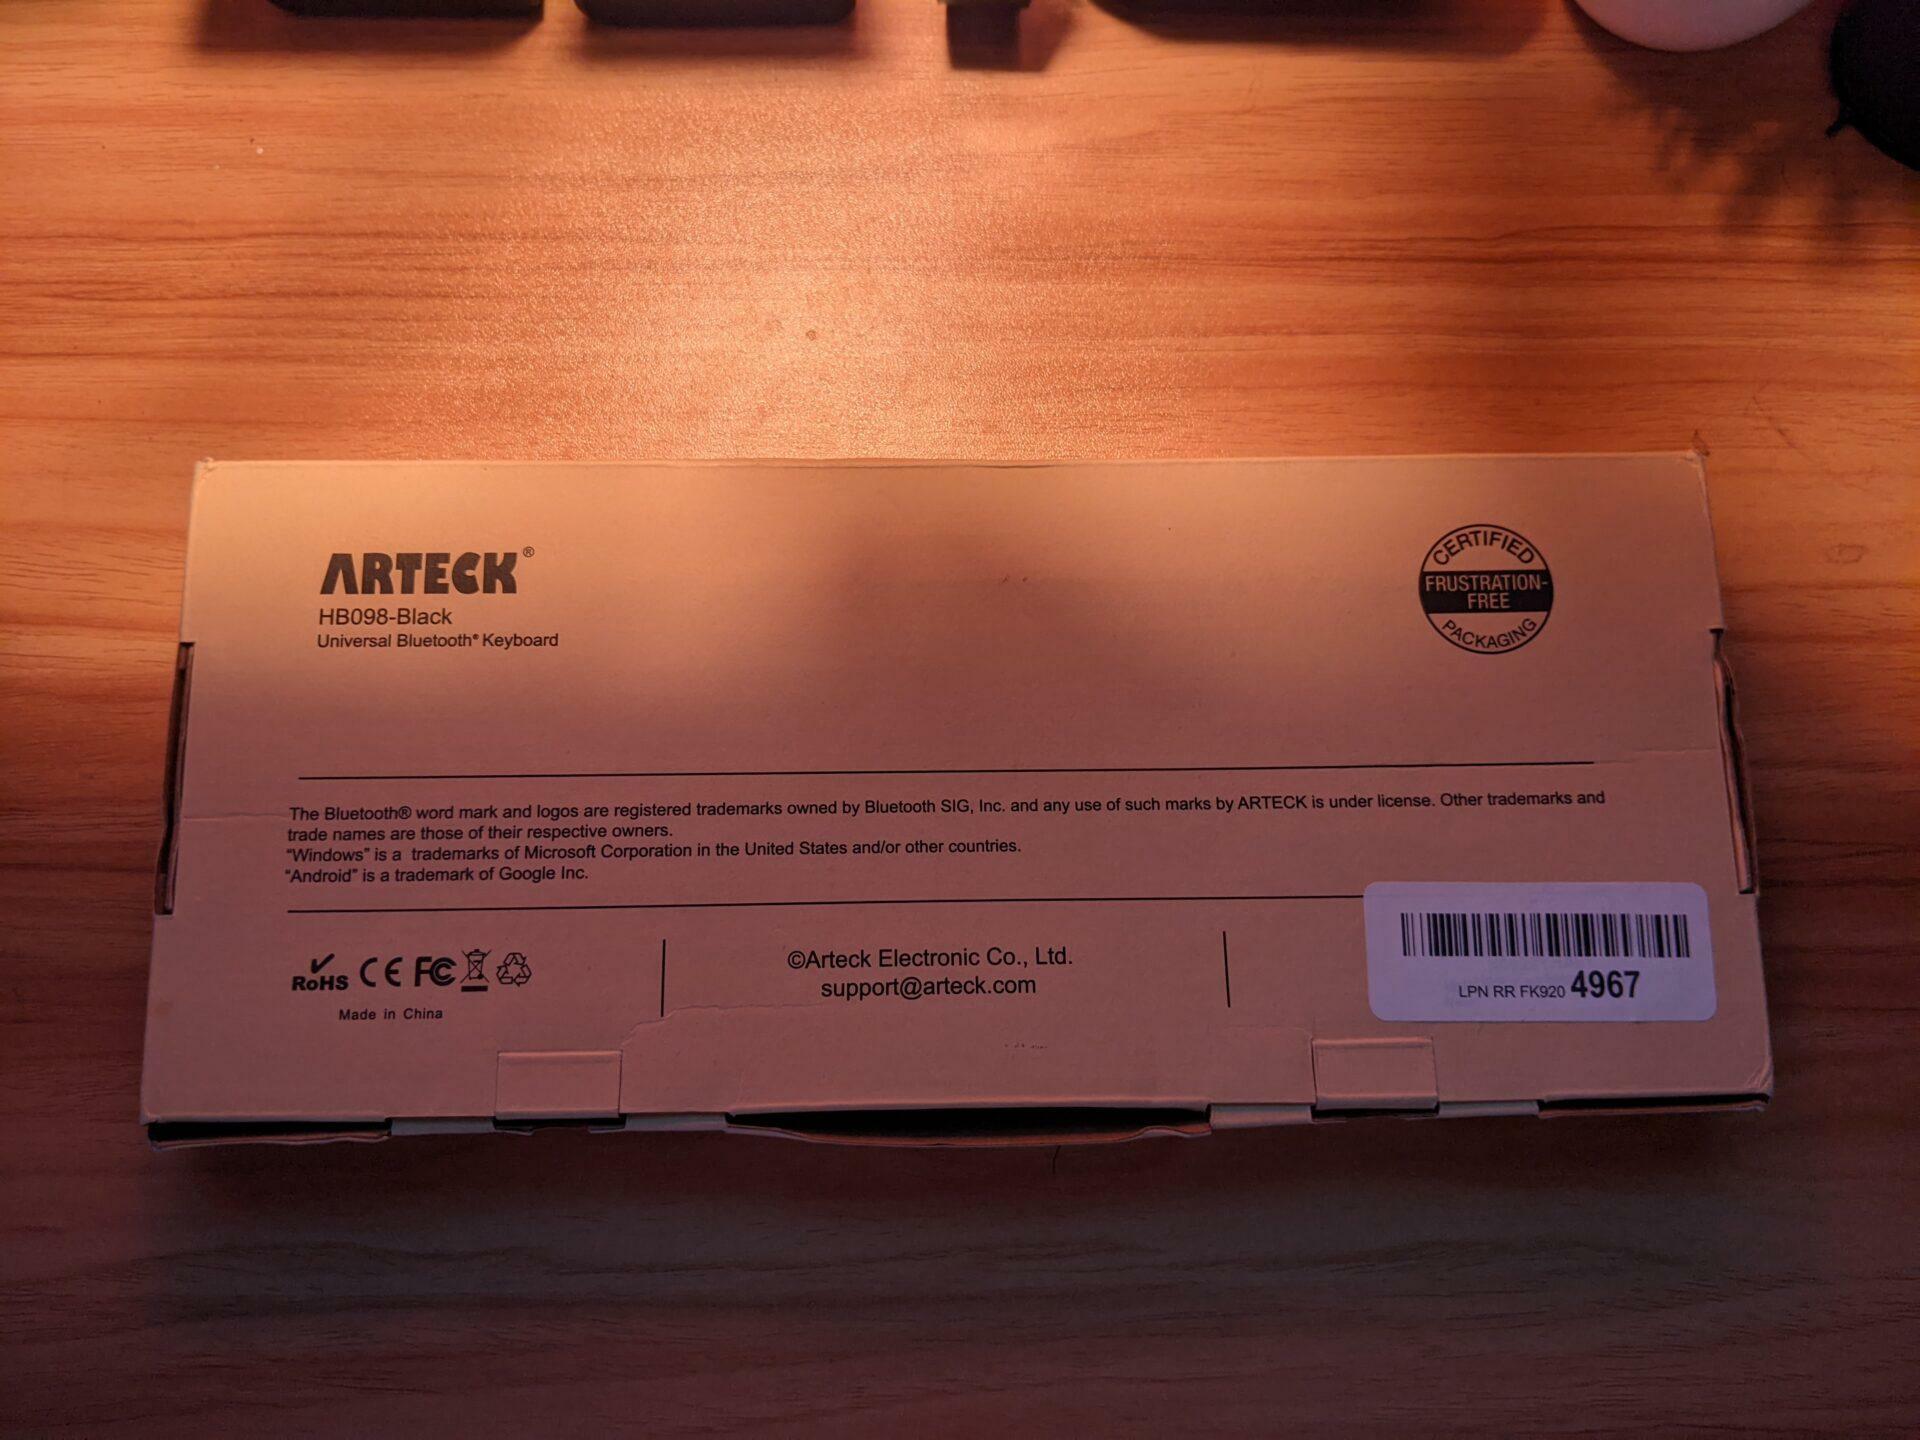 ARTECK®
HB098-Black
Universal Bluetooth® Keyboard
CERTIFIED
FRUSTRATION-
FREE
PACKAGING
The Bluetooth® word mark and logos are registered trademarks owned by Bluetooth SIG, Inc. and any use of such marks by ARTECK is under license. Other trademarks and
trade names are those of their respective owners.
“Windows” is a trademarks of Microsoft Corporation in the United States and/or other countries.
“Android” is a trademark of Google Inc.
RoHS CE FC
Made in China
©Arteck Electronic Co., Ltd.
support@arteck.com
LPN RR FK920 4967